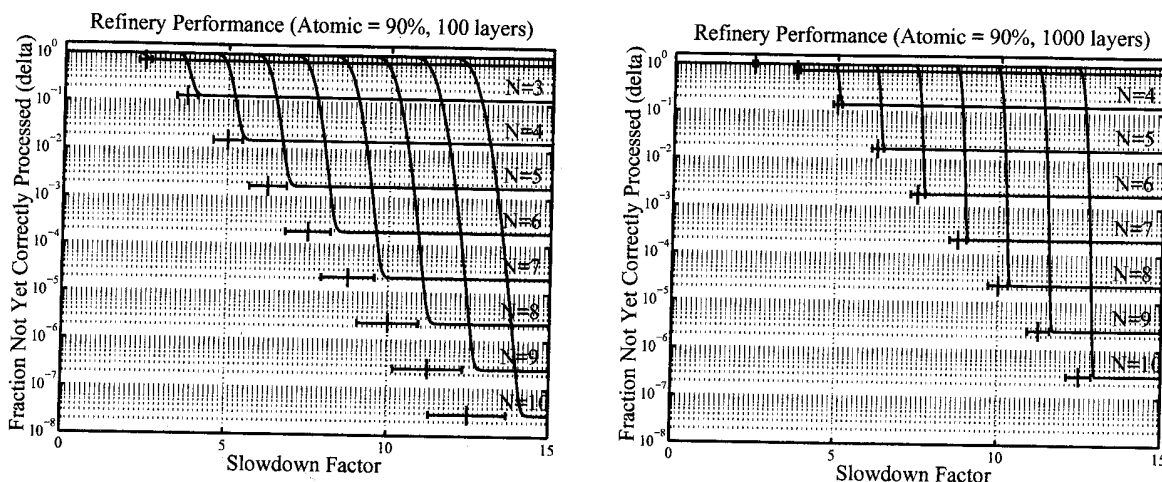 Refinery Performance (Atomic = 90%, 100 layers)
Fraction Not Yet Correctly Processed (delta)
10^0
10^-1
10^-2
10^-3
10^-4
10^-5
10^-6
10^-7
10^-8
N=3
N=4
N=5
N=6
N=7
N=8
N=9
N=10
0
5
10
15
Slowdown Factor
Refinery Performance (Atomic = 90%, 1000 layers)
Fraction Not Yet Correctly Processed (delta)
10^0
10^-1
10^-2
10^-3
10^-4
10^-5
10^-6
10^-7
10^-8
N=4
N=5
N=6
N=7
N=8
N=9
N=10
0
5
10
15
Slowdown Factor